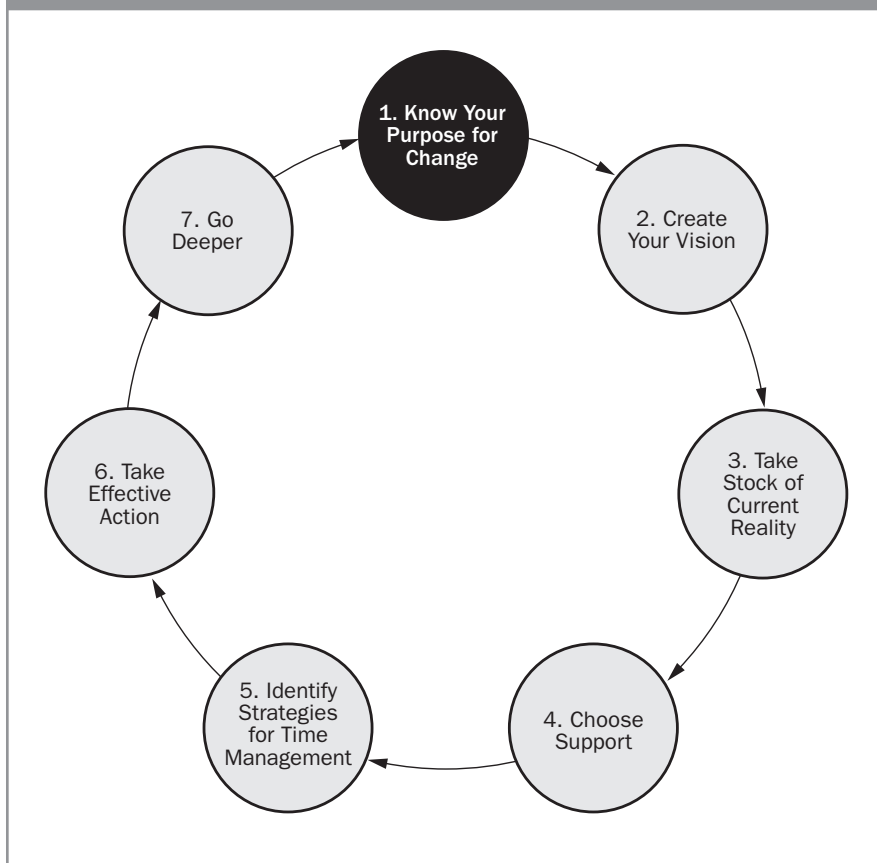 1. Know Your
Purpose for
Change
2. Create
Your Vision
3. Take
Stock of
Current
Reality
4. Choose
Support
5. Identify
Strategies
for Time
Management
6. Take
Effective
Action
7. Go
Deeper